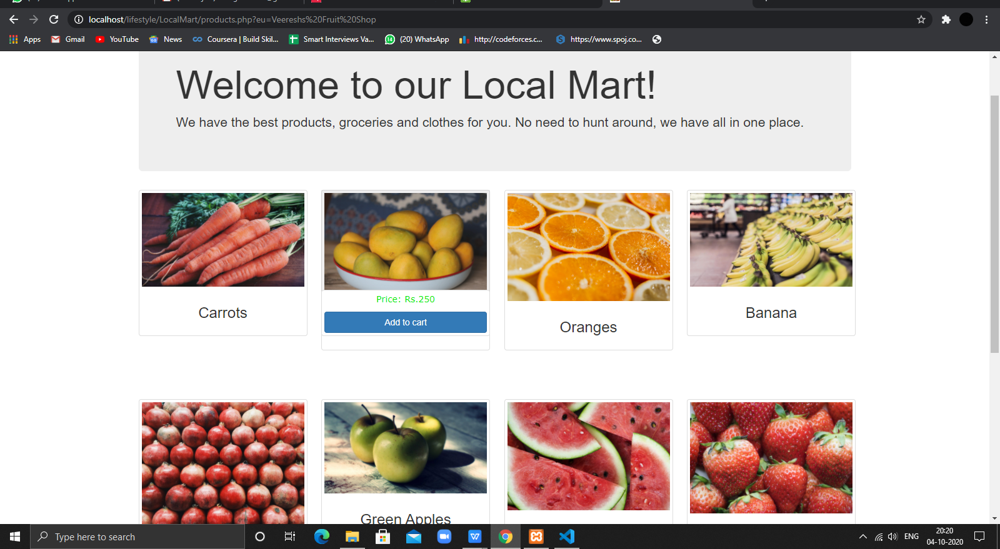 localhost/lifestyle/LocalMart/products.php?eu=Veereshs%20Fruit%20Shop
Apps Gmail YouTube News Coursera | Build Skil... Smart Interviews Va... (20) WhatsApp http://codeforces.c... https://www.spoj.co...
Welcome to our Local Mart!
We have the best products, groceries and clothes for you. No need to hunt around, we have all in one place.
Price: Rs.250
Add to cart
Carrots
Oranges
Banana
Green Apples
Type here to search
ENG
20:20
04-10-2020